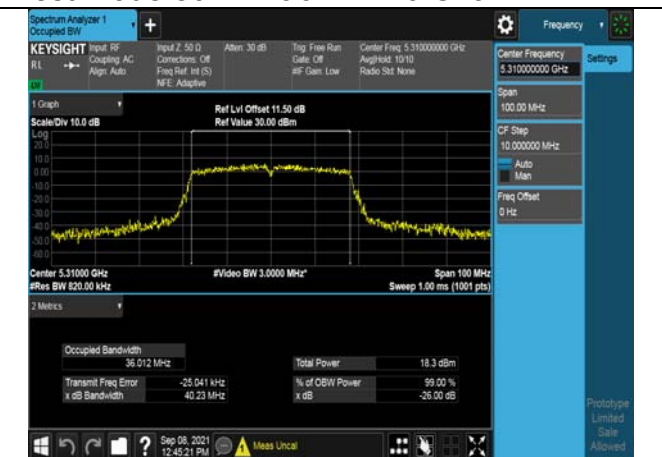 Spectrum Analyzer 1
Occupied BW
+
Frequency
KEYSIGHT
RL
Input: RF
Coupling: AC
Align: Auto
Input Z: 50 Ω
Corrections: Off
Freq Ref: Int (S)
NFE: Adaptive
Atten: 30 dB
Trig: Free Run
Gate: Off
#IF Gain: Low
Center Freq: 5.310000000 GHz
Avg|Hold: 10/10
Radio Std: None
Center Frequency
5.310000000 GHz
Settings
Span
100.00 MHz
CF Step
10.000000 MHz
Auto
Man
Freq Offset
0 Hz
1 Graph
Scale/Div 10.0 dB
Ref Lvl Offset 11.50 dB
Ref Value 30.00 dBm
Log
20.0
10.0
0.00
-10.0
-20.0
-30.0
-40.0
-50.0
-60.0
Center 5.31000 GHz
#Res BW 820.00 kHz
#Video BW 3.0000 MHz*
Span 100 MHz
Sweep 1.00 ms (1001 pts)
2 Metrics
Occupied Bandwidth
36.012 MHz
Total Power 18.3 dBm
Transmit Freq Error -25.041 kHz
% of OBW Power 99.00 %
x dB Bandwidth 40.23 MHz
x dB -26.00 dB
Prototype
Limited
Sale
Allowed
?
Sep 08, 2021
12:45:21 PM
Meas Uncal